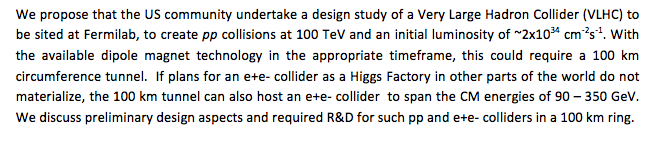 We propose that the US community undertake a design study of a Very Large Hadron Collider (VLHC) to
be sited at Fermilab, to create pp collisions at 100 TeV and an initial luminosity of ~2x10³⁴ cm⁻²s⁻¹. With
the available dipole magnet technology in the appropriate timeframe, this could require a 100 km
circumference tunnel. If plans for an e+e- collider as a Higgs Factory in other parts of the world do not
materialize, the 100 km tunnel can also host an e+e- collider to span the CM energies of 90 – 350 GeV.
We discuss preliminary design aspects and required R&D for such pp and e+e- colliders in a 100 km ring.